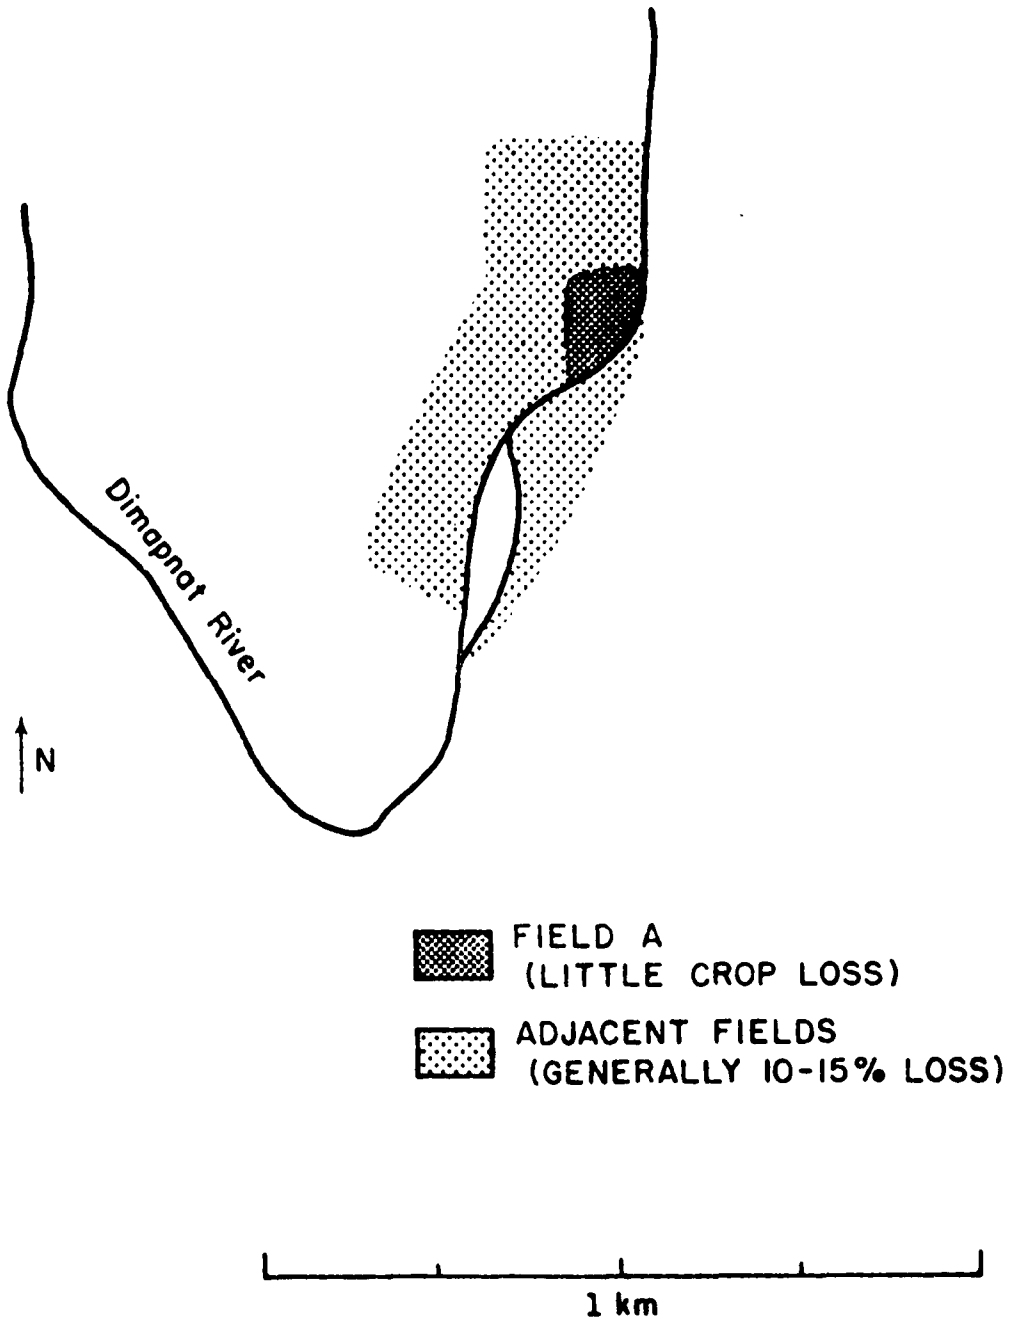 Dimapnat River
N
FIELD A
(LITTLE CROP LOSS)
ADJACENT FIELDS
(GENERALLY 10-15% LOSS)
1 km